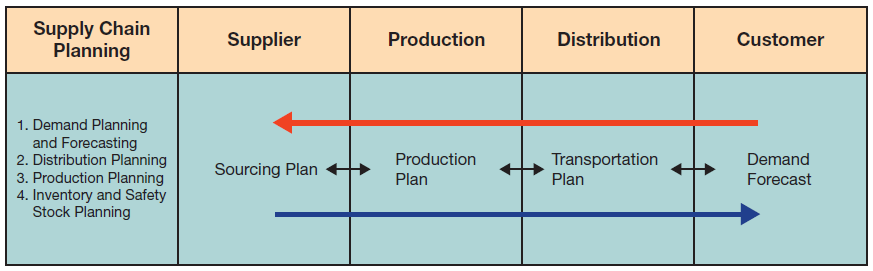 Supply Chain
Planning
Supplier
Production
Distribution
Customer
1. Demand Planning
and Forecasting
2. Distribution Planning
3. Production Planning
4. Inventory and Safety
Stock Planning
Sourcing Plan
Production
Plan
Transportation
Plan
Demand
Forecast